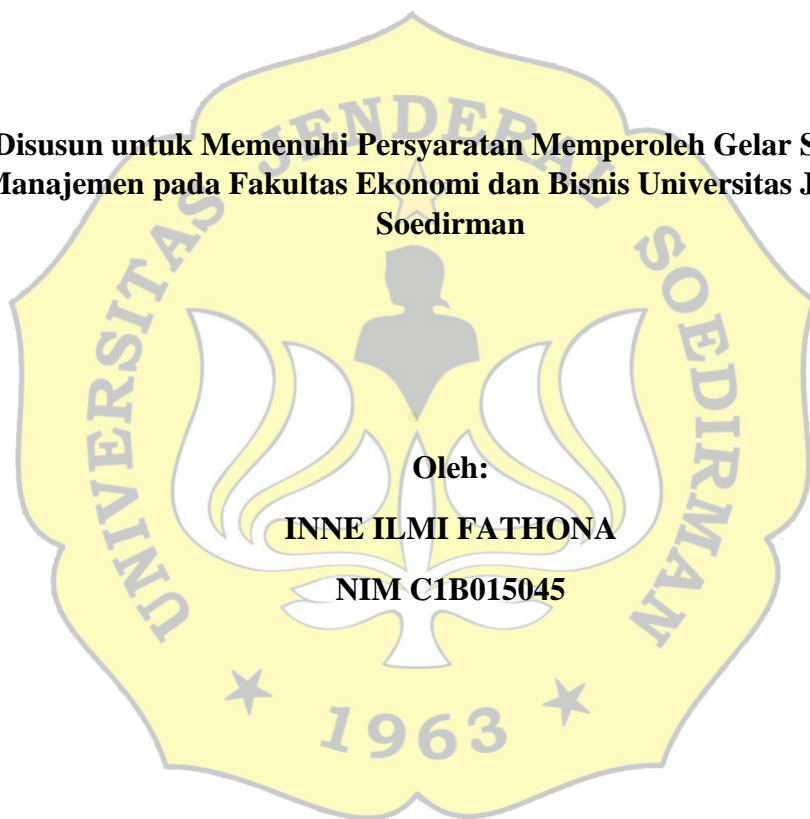 Disusun untuk Memenuhi Persyaratan Memperoleh Gelar S
Manajemen pada Fakultas Ekonomi dan Bisnis Universitas J
Soedirman
Oleh:
INNE ILMI FATHONA
NIM C1B015045
UNIVERSITAS JENDERAL SOEDIRMAN
1963